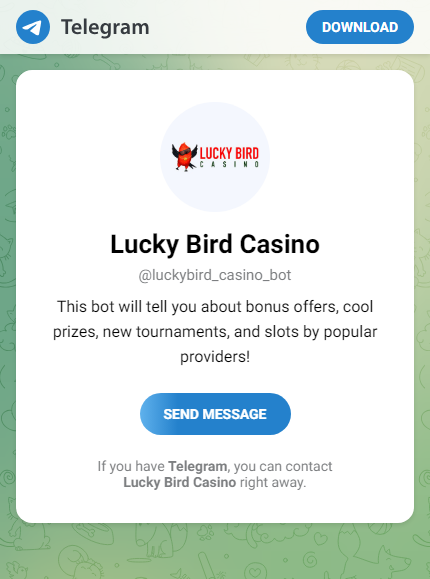 Telegram
DOWNLOAD
LUCKY BIRD
CASINO
Lucky Bird Casino
@luckybird_casino_bot
This bot will tell you about bonus offers, cool
prizes, new tournaments, and slots by popular
providers!
SEND MESSAGE
If you have Telegram, you can contact
Lucky Bird Casino right away.